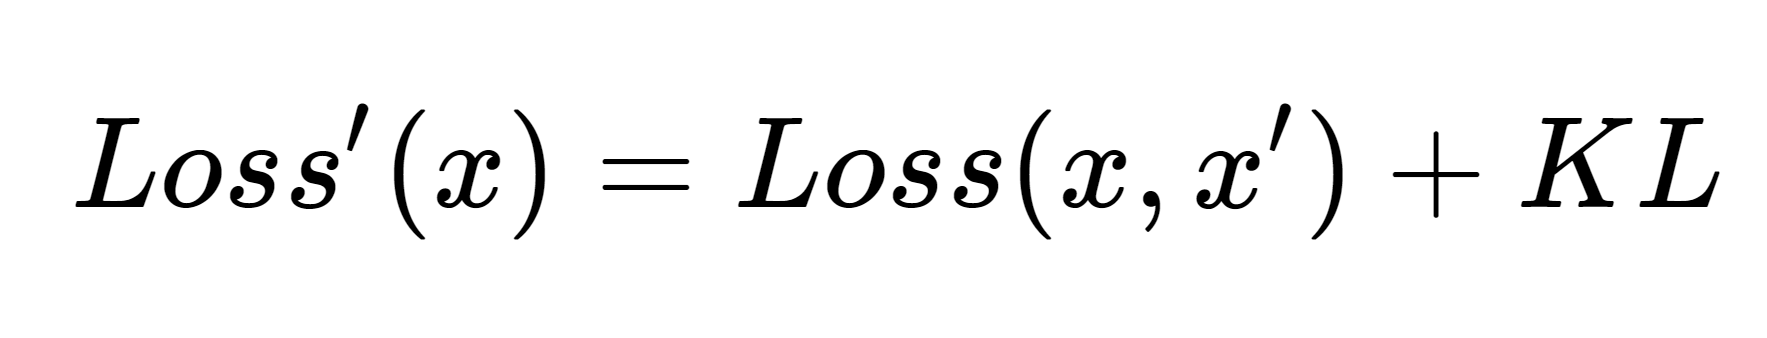 Loss′(x) = Loss(x, x′) + KL